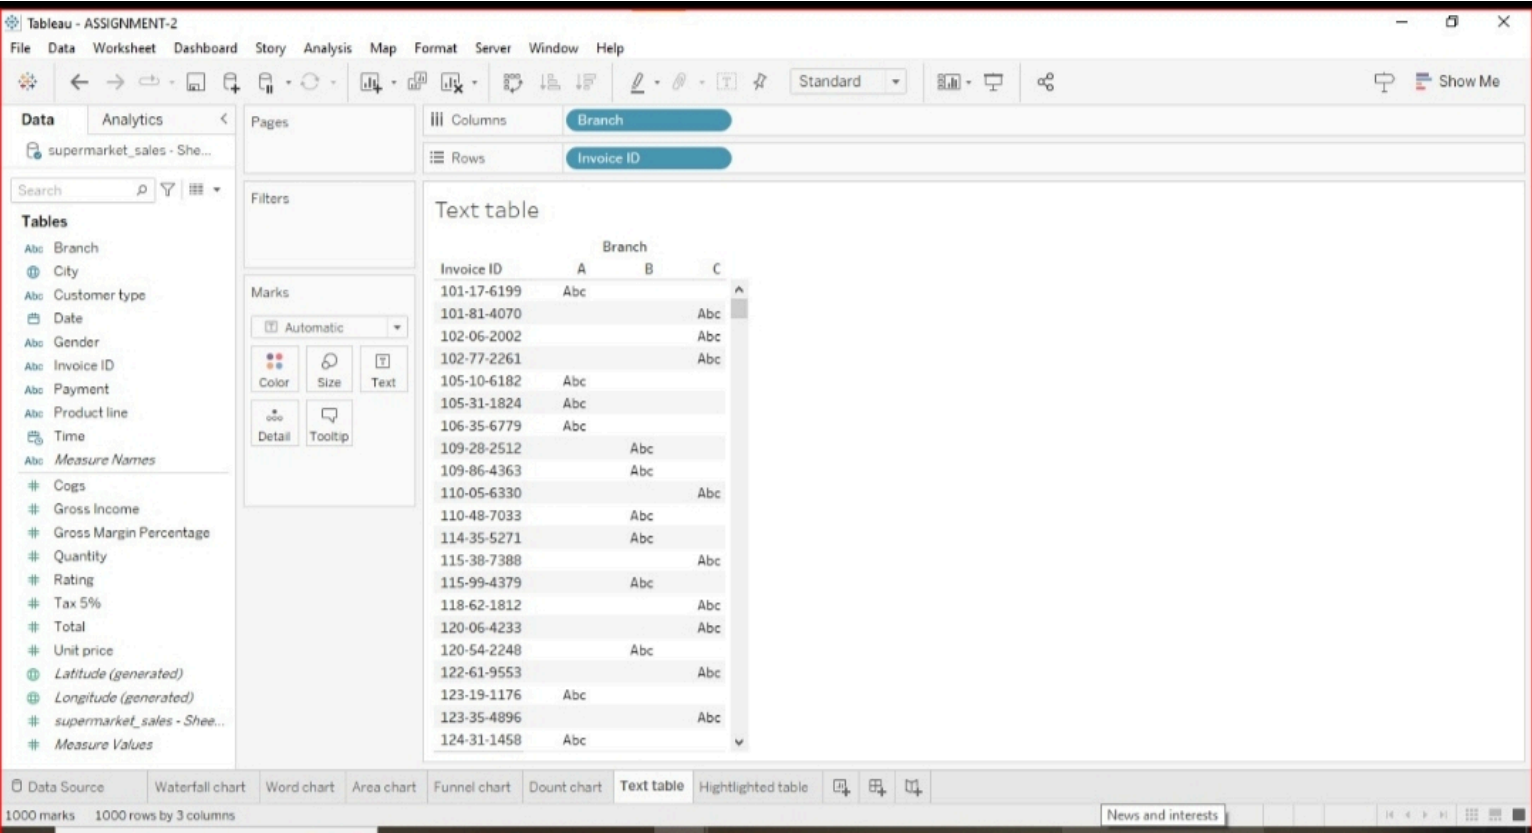 Tableau - ASSIGNMENT-2
File Data Worksheet Dashboard Story Analysis Map Format Server Window Help
Standard
Show Me
Data Analytics
supermarket_sales - She...
Search
Tables
Abc Branch
City
Abc Customer type
Date
Abc Gender
Abc Invoice ID
Abc Payment
Abc Product line
Time
Abc Measure Names
# Cogs
# Gross Income
# Gross Margin Percentage
# Quantity
# Rating
# Tax 5%
# Total
# Unit price
Latitude (generated)
Longitude (generated)
# supermarket_sales - Shee...
# Measure Values
Pages
Filters
Marks
Automatic
Color Size Text
Detail Tooltip
Columns Branch
Rows Invoice ID
Text table
Branch
Invoice ID A B C
101-17-6199 Abc
101-81-4070 Abc
102-06-2002 Abc
102-77-2261 Abc
105-10-6182 Abc
105-31-1824 Abc
106-35-6779 Abc
109-28-2512 Abc
109-86-4363 Abc
110-05-6330 Abc
110-48-7033 Abc
114-35-5271 Abc
115-38-7388 Abc
115-99-4379 Abc
118-62-1812 Abc
120-06-4233 Abc
120-54-2248 Abc
122-61-9553 Abc
123-19-1176 Abc
123-35-4896 Abc
124-31-1458 Abc
Data Source Waterfall chart Word chart Area chart Funnel chart Dount chart Text table Hightlighted table
1000 marks 1000 rows by 3 columns
News and interests